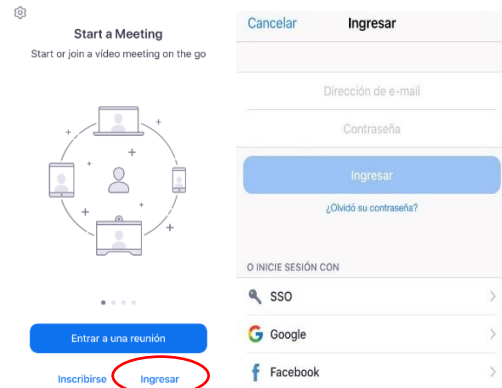 Start a Meeting
Start or join a video meeting on the go
Entrar a una reunión
Inscribirse
Ingresar
Cancelar
Ingresar
Dirección de e-mail
Contraseña
Ingresar
¿Olvidó su contraseña?
O INICIE SESIÓN CON
SSO
Google
Facebook